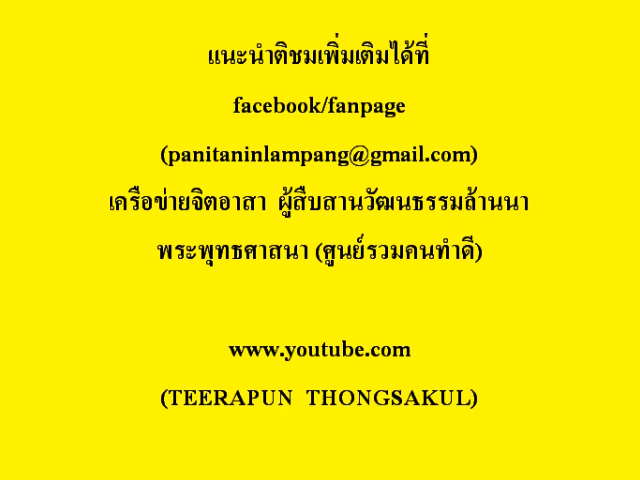 แนะนำติชมเพิ่มเติมได้ที่
facebook/fanpage
(panitaninlampang@gmail.com)
เครือข่ายจิตอาสา ผู้สืบสานวัฒนธรรมล้านนา
พระพุทธศาสนา (ศูนย์รวมคนทำดี)
www.youtube.com
(TEERAPUN THONGSAKUL)